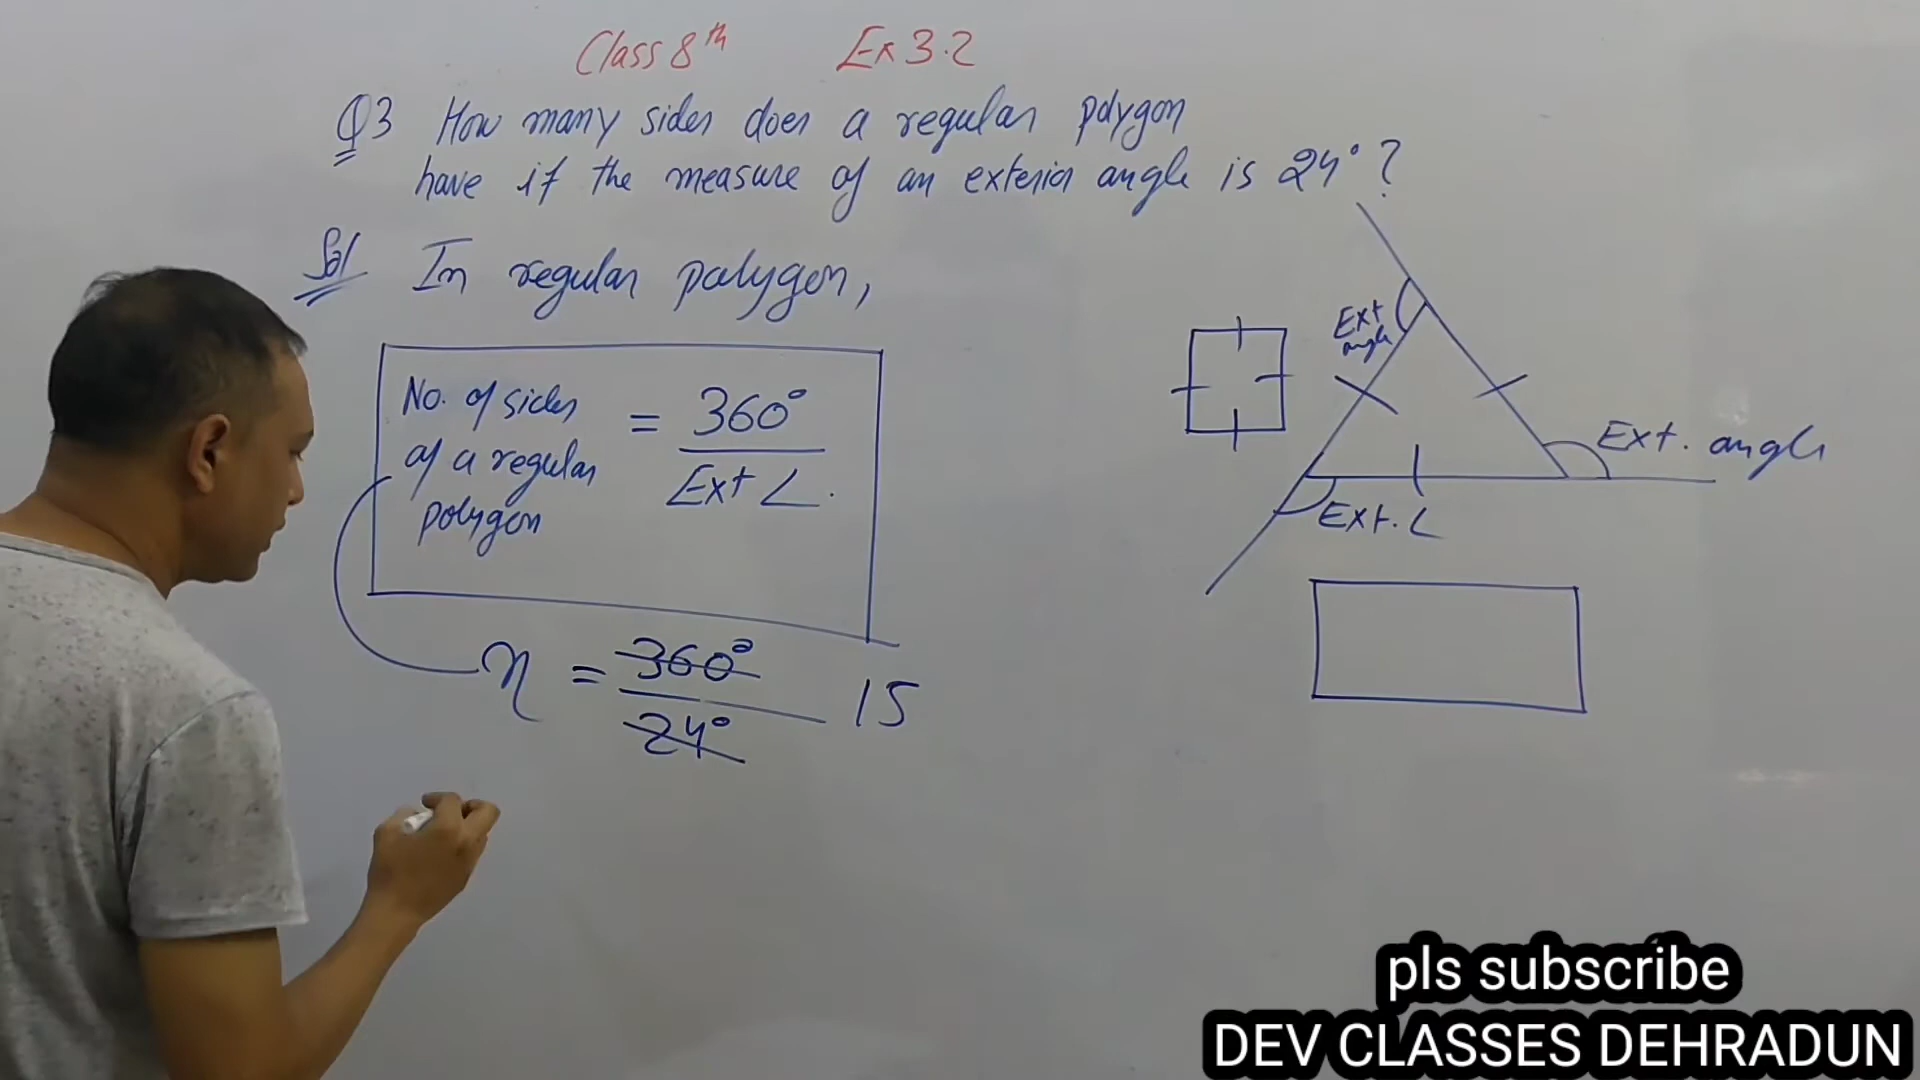 Class 8th Ex 3.2
Q3 How many sides does a regular polygon
have if the measure of an exterior angle is 24° ?
Sol In regular polygon,
No. of sides
of a regular
polygon
= 360°
Ext ∠.
n = 360°
24°
15
Ext
angle
Ext. angle
Ext. ∠
pls subscribe
DEV CLASSES DEHRADUN